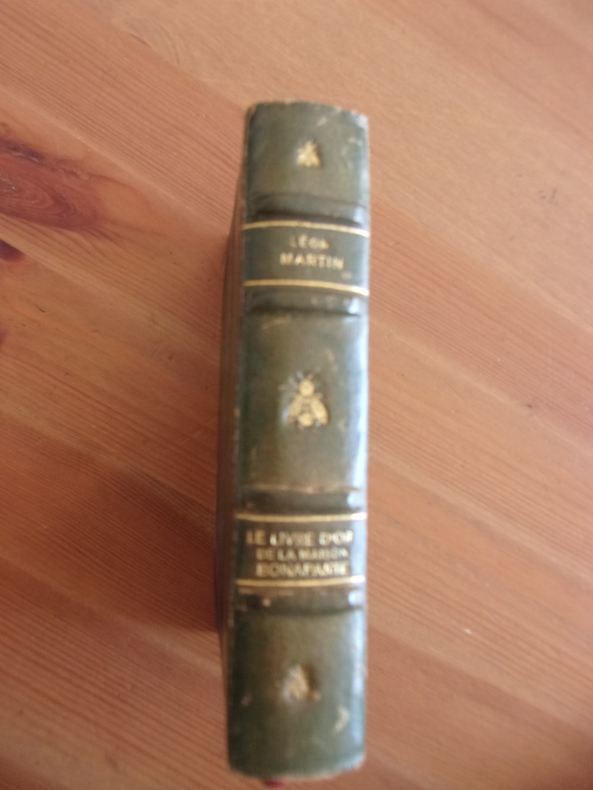 LÉON
MARTIN
LE LIVRE D'OR
DE LA MAISON
BONAPARTE